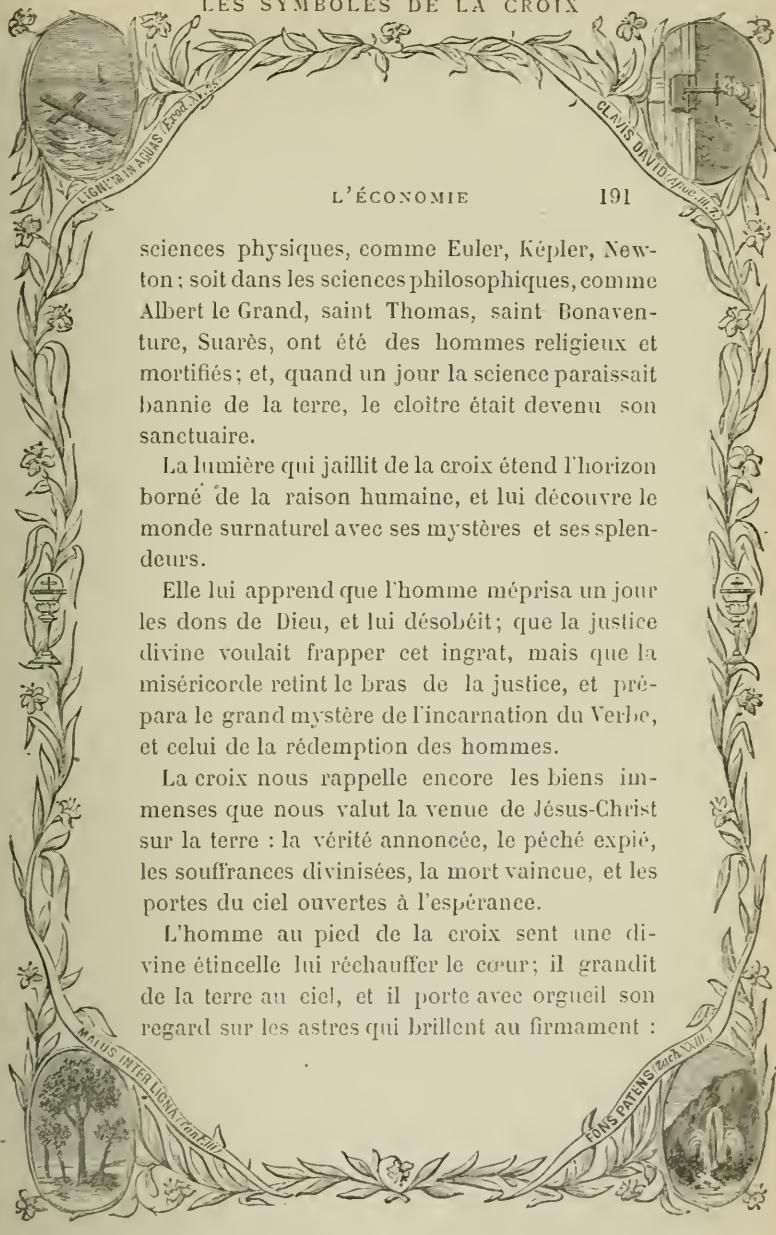 LES SYMBOLES DE LA CROIX
LIGNUM IN AQUAS (Exod. XV. 25)
CLAVIS DAVID (Apoc. III. 7.)
L'ÉCONOMIE 191
sciences physiques, comme Euler, Képler, New-
ton ; soit dans les sciences philosophiques, comme
Albert le Grand, saint Thomas, saint Bonaven-
ture, Suarès, ont été des hommes religieux et
mortifiés ; et, quand un jour la science paraissait
bannie de la terre, le cloître était devenu son
sanctuaire.
La lumière qui jaillit de la croix étend l'horizon
borné de la raison humaine, et lui découvre le
monde surnaturel avec ses mystères et ses splen-
deurs.
Elle lui apprend que l'homme méprisa un jour
les dons de Dieu, et lui désobéit ; que la justice
divine voulait frapper cet ingrat, mais que la
miséricorde retint le bras de la justice, et pré-
para le grand mystère de l'incarnation du Verbe,
et celui de la rédemption des hommes.
La croix nous rappelle encore les biens im-
menses que nous valut la venue de Jésus-Christ
sur la terre : la vérité annoncée, le péché expié,
les souffrances divinisées, la mort vaincue, et les
portes du ciel ouvertes à l'espérance.
L'homme au pied de la croix sent une di-
vine étincelle lui réchauffer le cœur ; il grandit
de la terre au ciel, et il porte avec orgueil son
regard sur les astres qui brillent au firmament :
MALUS INTER LIGNA
FONS PATENS (Zach. XIII.)